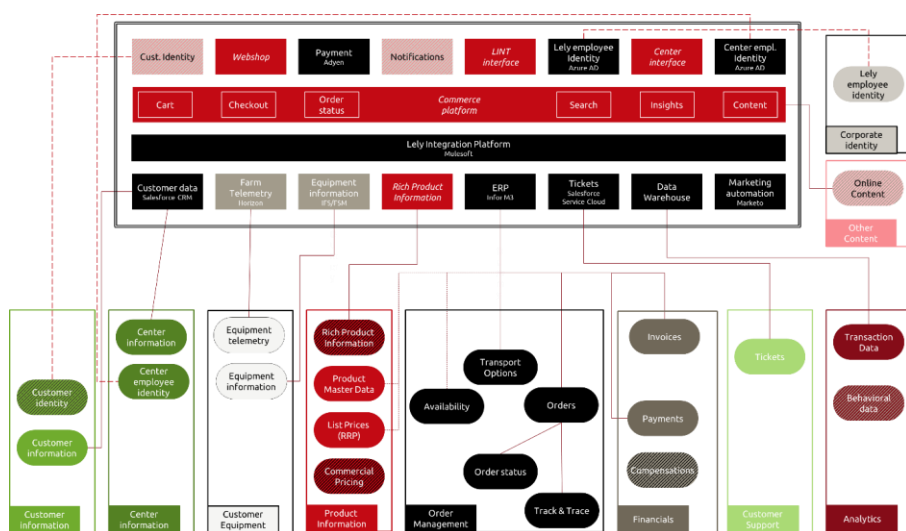 Cust. Identity
Webshop
Payment
Adyen
Notifications
LINT
interface
Lely employee
Identity
Azure AD
Center
interface
Center empl.
Identity
Azure AD
Cart
Checkout
Order
status
Commerce
platform
Search
Insights
Content
Lely Integration Platform
Mulesoft
Customer data
Salesforce CRM
Farm
Telemetry
Horizon
Equipment
information
IFS/FSM
Rich Product
Information
ERP
Infor M3
Tickets
Salesforce
Service Cloud
Data
Warehouse
Marketing
automation
Marketo
Lely
employee
identity
Corporate
identity
Online
Content
Other
Content
Customer
identity
Customer
information
Customer
information
Center
information
Center
employee
identity
Center
information
Equipment
telemetry
Equipment
information
Customer
Equipment
Rich Product
Information
Product
Master Data
List Prices
(RRP)
Commercial
Pricing
Product
Information
Transport
Options
Availability
Orders
Order status
Track & Trace
Order
Management
Invoices
Payments
Compensations
Financials
Tickets
Customer
Support
Transaction
Data
Behavioral
data
Analytics